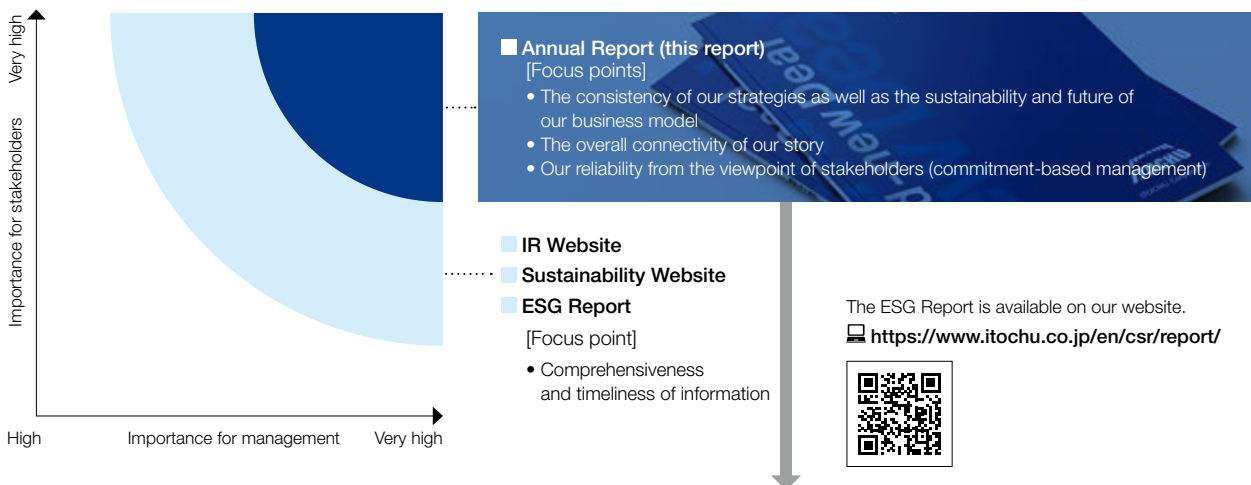 Very high
Importance for stakeholders
High
Importance for management
Very high
Annual Report (this report)
[Focus points]
• The consistency of our strategies as well as the sustainability and future of
our business model
• The overall connectivity of our story
• Our reliability from the viewpoint of stakeholders (commitment-based management)
ITOCHU
IR Website
Sustainability Website
ESG Report
[Focus point]
• Comprehensiveness
and timeliness of information
The ESG Report is available on our website.
https://www.itochu.co.jp/en/csr/report/